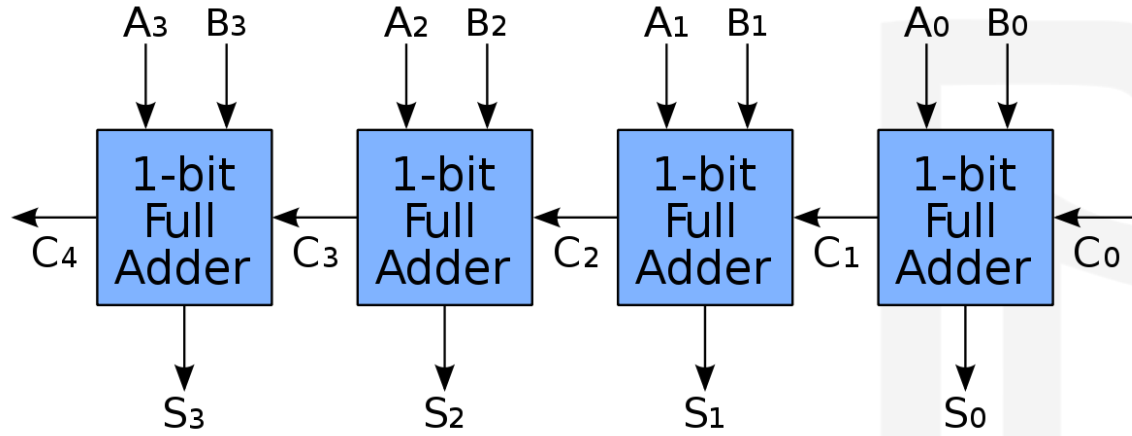 A₃ B₃ A₂ B₂ A₁ B₁ A₀ B₀
1-bit Full Adder
1-bit Full Adder
1-bit Full Adder
1-bit Full Adder
C₄ C₃ C₂ C₁ C₀
S₃ S₂ S₁ S₀